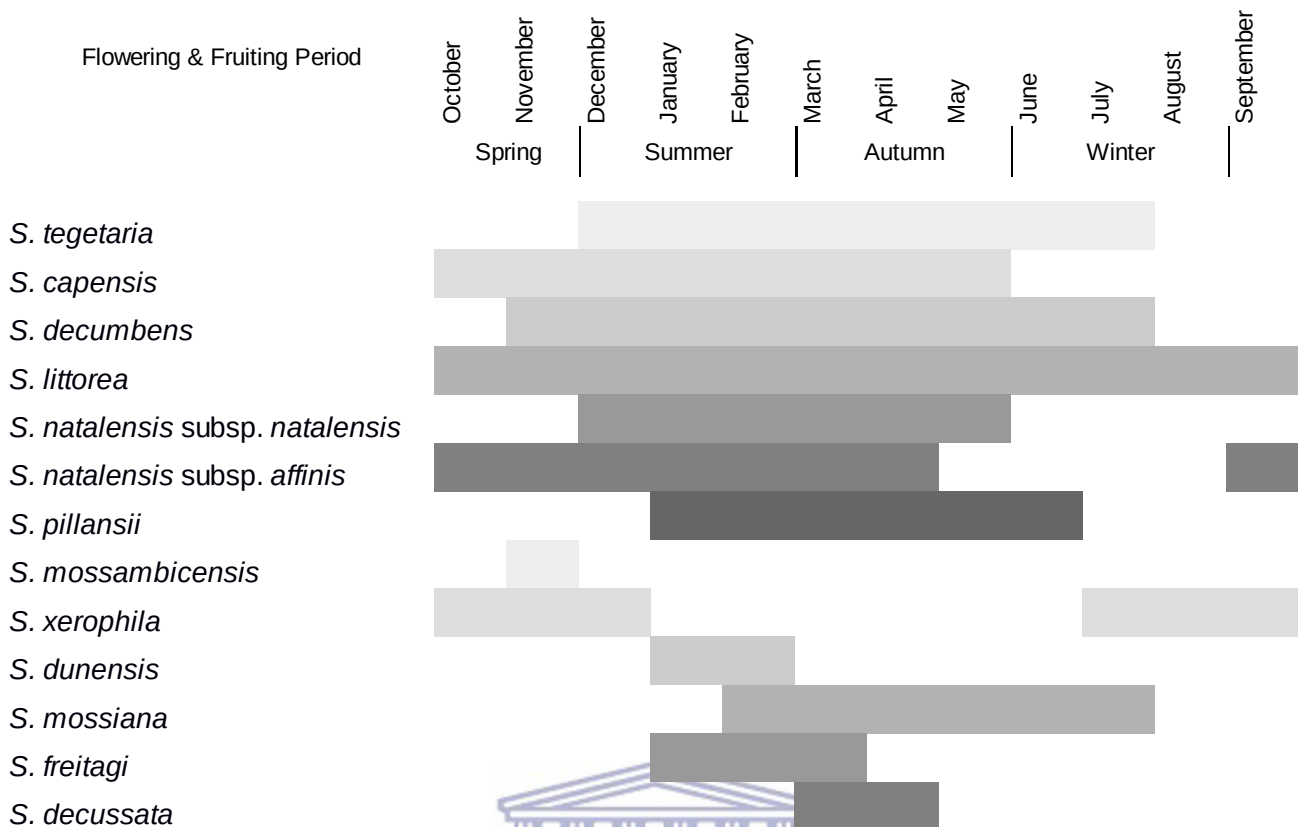 Flowering & Fruiting Period
October
November
December
January
February
March
April
May
June
July
August
September
Spring Summer Autumn Winter
S. tegetaria
S. capensis
S. decumbens
S. littorea
S. natalensis subsp. natalensis
S. natalensis subsp. affinis
S. pillansii
S. mossambicensis
S. xerophila
S. dunensis
S. mossiana
S. freitagi
S. decussata